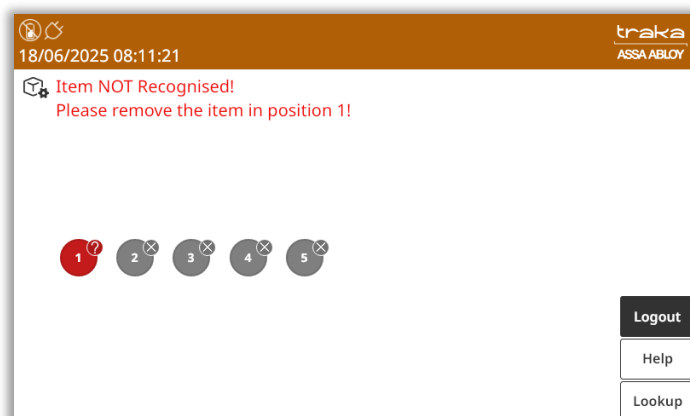 traka
18/06/2025 08:11:21
ASSA ABLOY
Item NOT Recognised!
Please remove the item in position 1!
1 ? 2 3 4 5
Logout
Help
Lookup